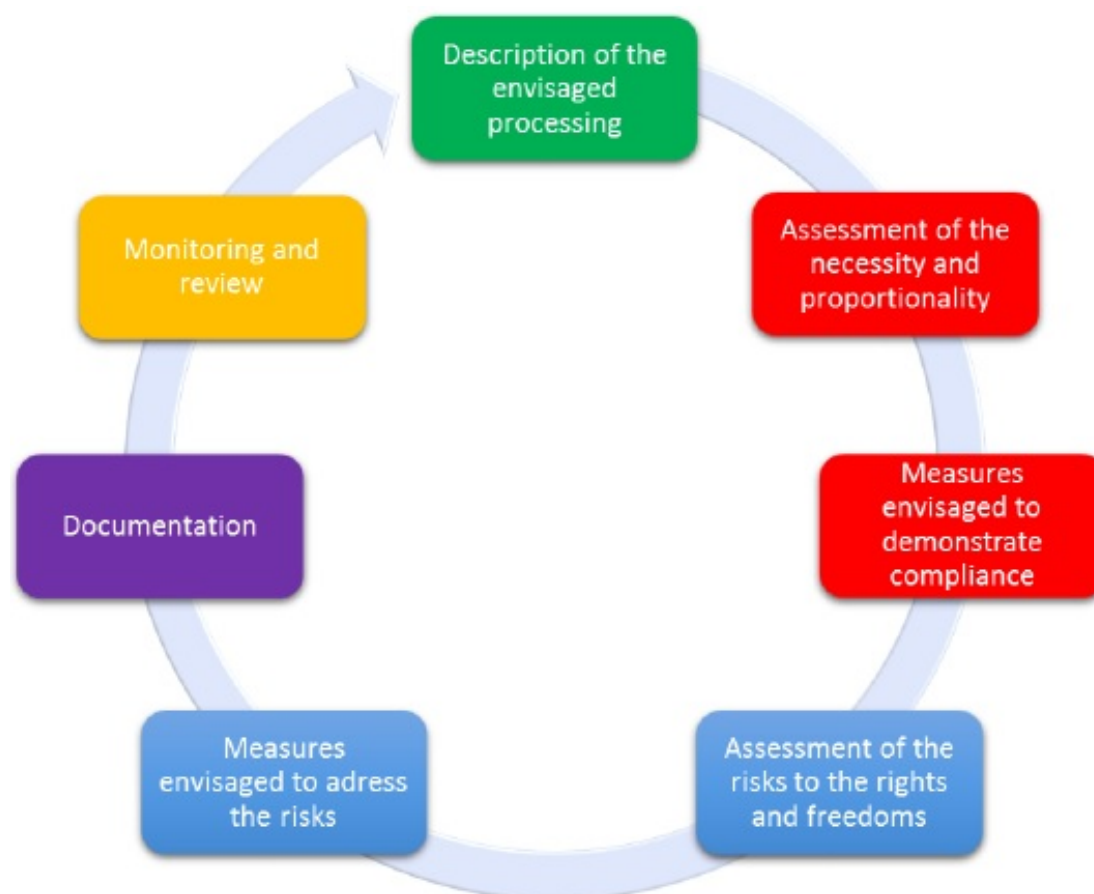 Description of the
envisaged
processing
Assessment of the
necessity and
proportionality
Measures
envisaged to
demonstrate
compliance
Assessment of the
risks to the rights
and freedoms
Measures
envisaged to adress
the risks
Documentation
Monitoring and
review